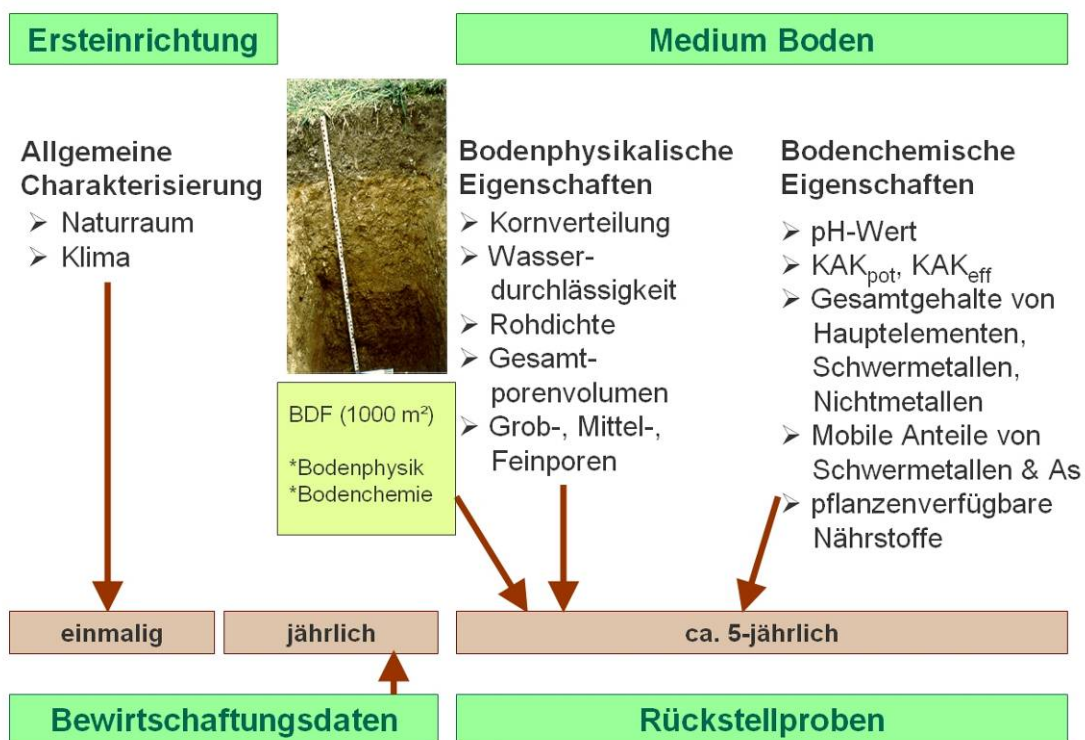 Ersteinrichtung
Medium Boden
Allgemeine
Charakterisierung
➢ Naturraum
➢ Klima
BDF (1000 m²)
*Bodenphysik
*Bodenchemie
Bodenphysikalische
Eigenschaften
➢ Kornverteilung
➢ Wasser-
durchlässigkeit
➢ Rohdichte
➢ Gesamt-
porenvolumen
➢ Grob-, Mittel-,
Feinporen
Bodenchemische
Eigenschaften
➢ pH-Wert
➢ KAKpot, KAKeff
➢ Gesamtgehalte von
Hauptelementen,
Schwermetallen,
Nichtmetallen
➢ Mobile Anteile von
Schwermetallen & As
➢ pflanzenverfügbare
Nährstoffe
einmalig
jährlich
ca. 5-jährlich
Bewirtschaftungsdaten
Rückstellproben